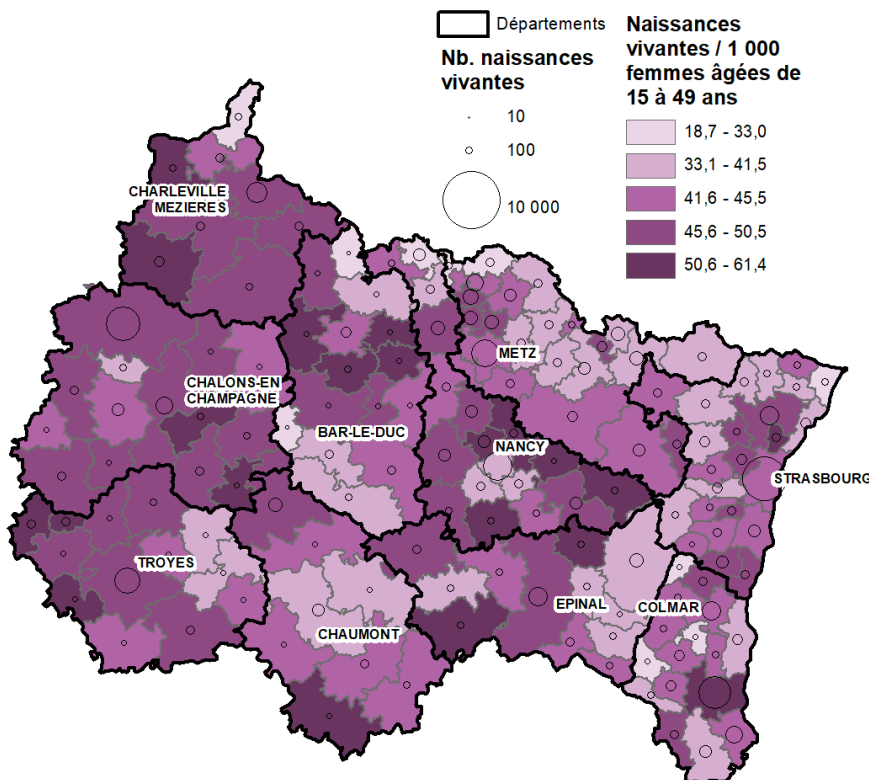 Départements
Nb. naissances
vivantes
10
100
10 000
Naissances
vivantes / 1 000
femmes âgées de
15 à 49 ans
18,7 - 33,0
33,1 - 41,5
41,6 - 45,5
45,6 - 50,5
50,6 - 61,4
CHARLEVILLE
MEZIERES
METZ
CHALONS-EN
CHAMPAGNE
BAR-LE-DUC
NANCY
STRASBOURG
TROYES
EPINAL
COLMAR
CHAUMONT